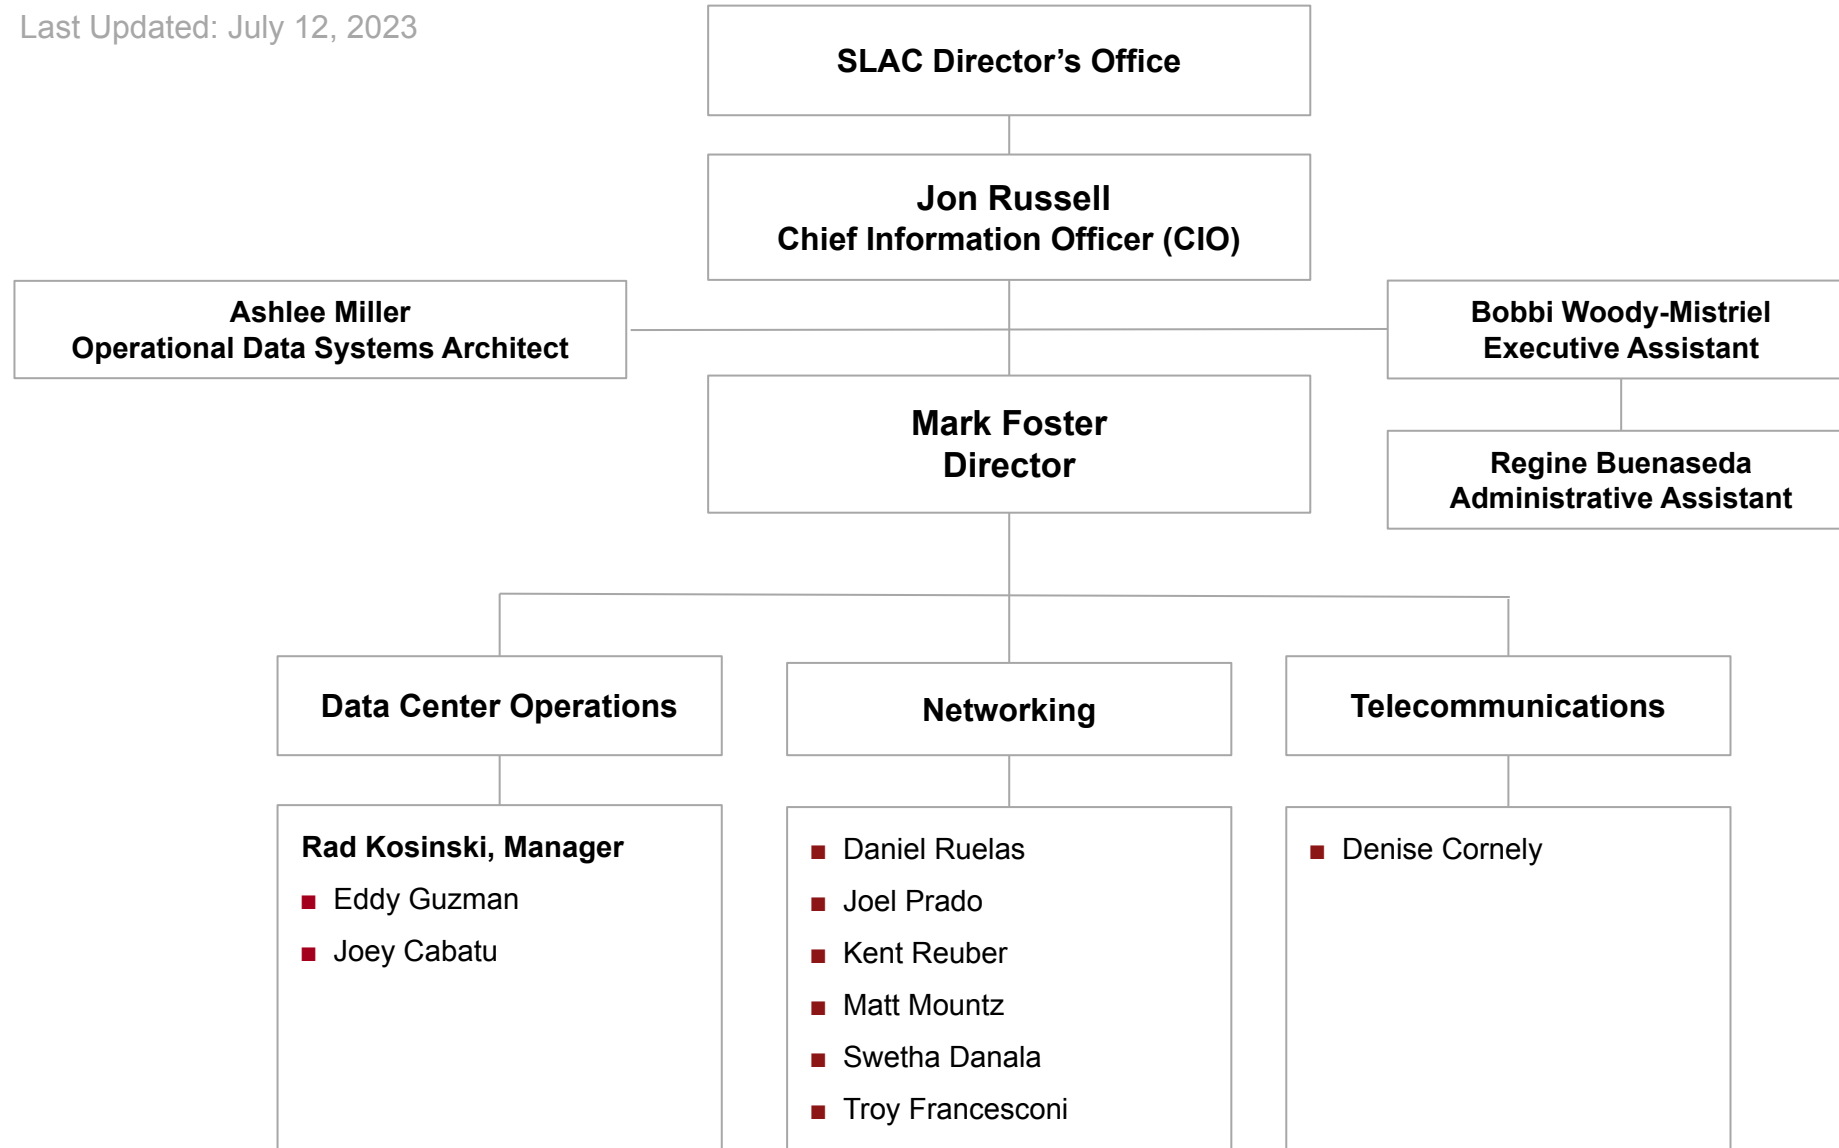 Last Updated: July 12, 2023
SLAC Director’s Office
Jon Russell
Chief Information Officer (CIO)
Ashlee Miller
Operational Data Systems Architect
Bobbi Woody-Mistriel
Executive Assistant
Mark Foster
Director
Regine Buenaseda
Administrative Assistant
Data Center Operations
Networking
Telecommunications
Rad Kosinski, Manager
■ Eddy Guzman
■ Joey Cabatu
■ Daniel Ruelas
■ Joel Prado
■ Kent Reuber
■ Matt Mountz
■ Swetha Danala
■ Troy Francesconi
■ Denise Cornely